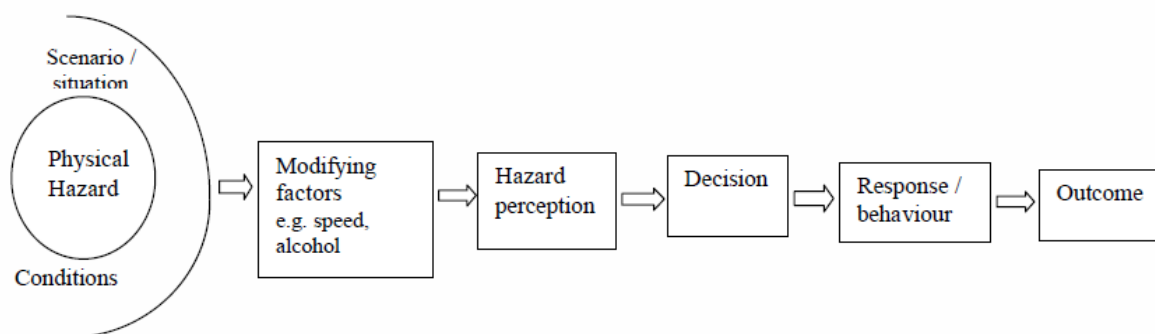 Scenario /
situation
Physical
Hazard
Conditions
Modifying
factors
e.g. speed,
alcohol
Hazard
perception
Decision
Response /
behaviour
Outcome